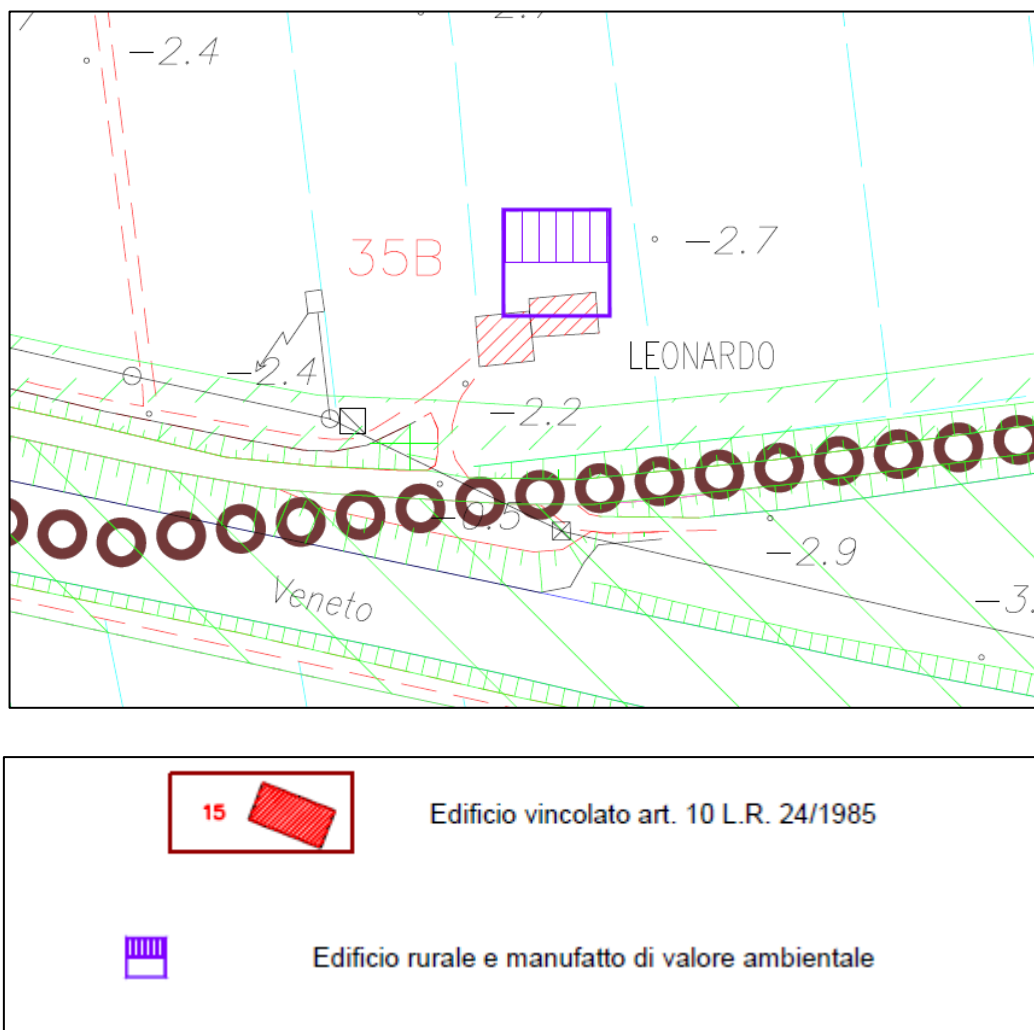 -2.4
35B
-2.7
LEONARDO
-2.4
-2.2
-0.5
-2.9
Veneto
-3.
15 Edificio vincolato art. 10 L.R. 24/1985
Edificio rurale e manufatto di valore ambientale